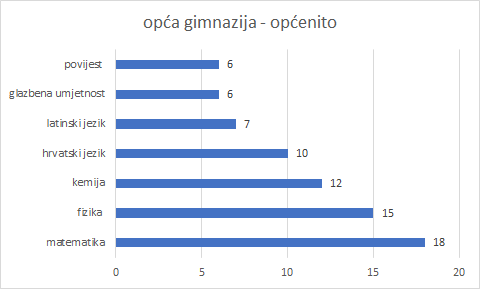 opća gimnazija - općenito
povijest 6
glazbena umjetnost 6
latinski jezik 7
hrvatski jezik 10
kemija 12
fizika 15
matematika 18
0 5 10 15 20